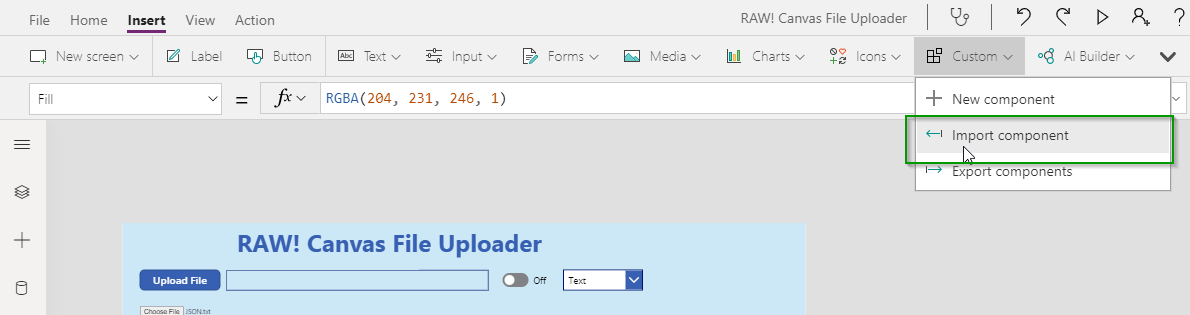 File Home Insert View Action RAW! Canvas File Uploader ?
New screen Label Button Abc Text Input Forms Media Charts Icons Custom AI Builder
Fill = fx RGBA(204, 231, 246, 1)
New component
Import component
Export components
RAW! Canvas File Uploader
Upload File Off Text
Choose File JSON.txt